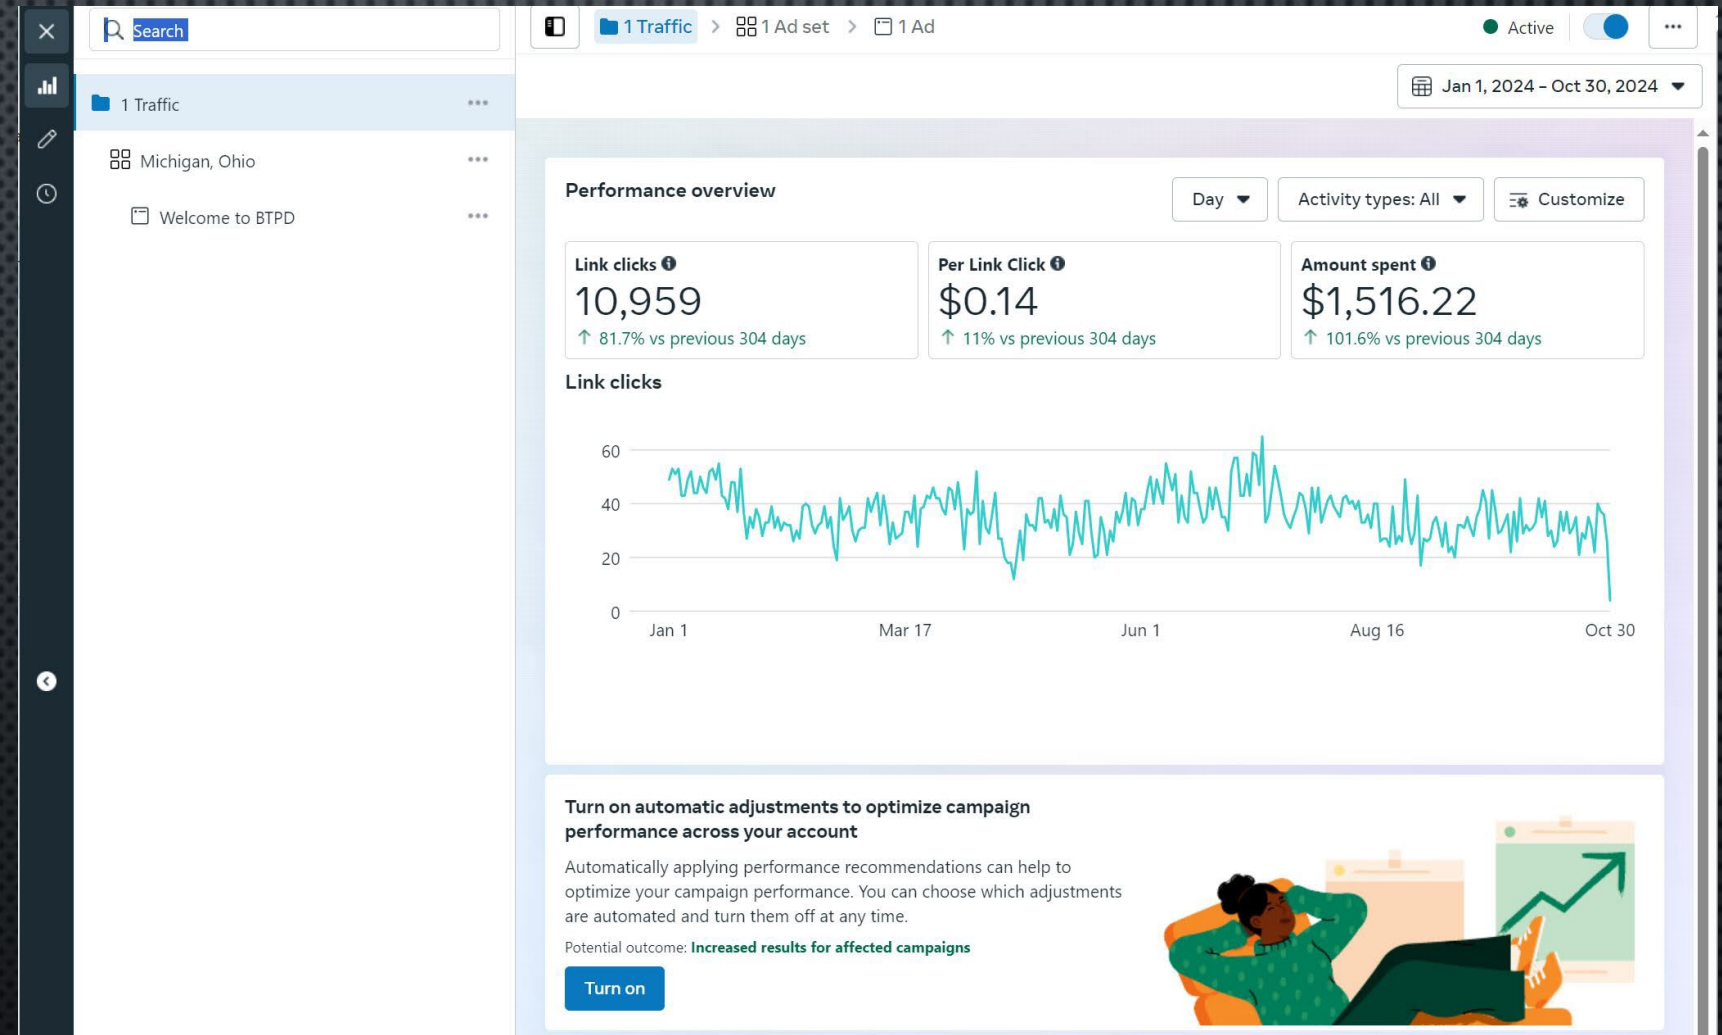 Search
1 Traffic
Michigan, Ohio
Welcome to BTPD
1 Traffic > 1 Ad set > 1 Ad
Active
Jan 1, 2024 – Oct 30, 2024
Performance overview
Day
Activity types: All
Customize
Link clicks
10,959
↑ 81.7% vs previous 304 days
Per Link Click
$0.14
↑ 11% vs previous 304 days
Amount spent
$1,516.22
↑ 101.6% vs previous 304 days
Link clicks
60
40
20
0
Jan 1
Mar 17
Jun 1
Aug 16
Oct 30
Turn on automatic adjustments to optimize campaign
performance across your account
Automatically applying performance recommendations can help to
optimize your campaign performance. You can choose which adjustments
are automated and turn them off at any time.
Potential outcome: Increased results for affected campaigns
Turn on